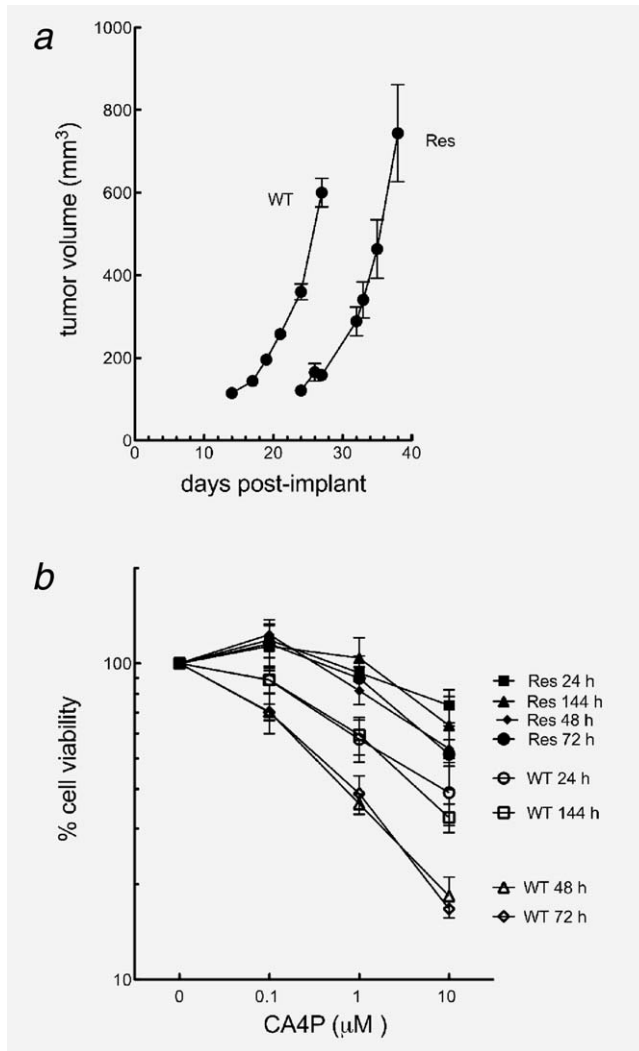 a
tumor volume (mm³)
1000
800
600
400
200
0
WT
Res
0 10 20 30 40
days post-implant
b
% cell viability
100
10
Res 24 h
Res 144 h
Res 48 h
Res 72 h
WT 24 h
WT 144 h
WT 48 h
WT 72 h
0 0.1 1 10
CA4P (μM )